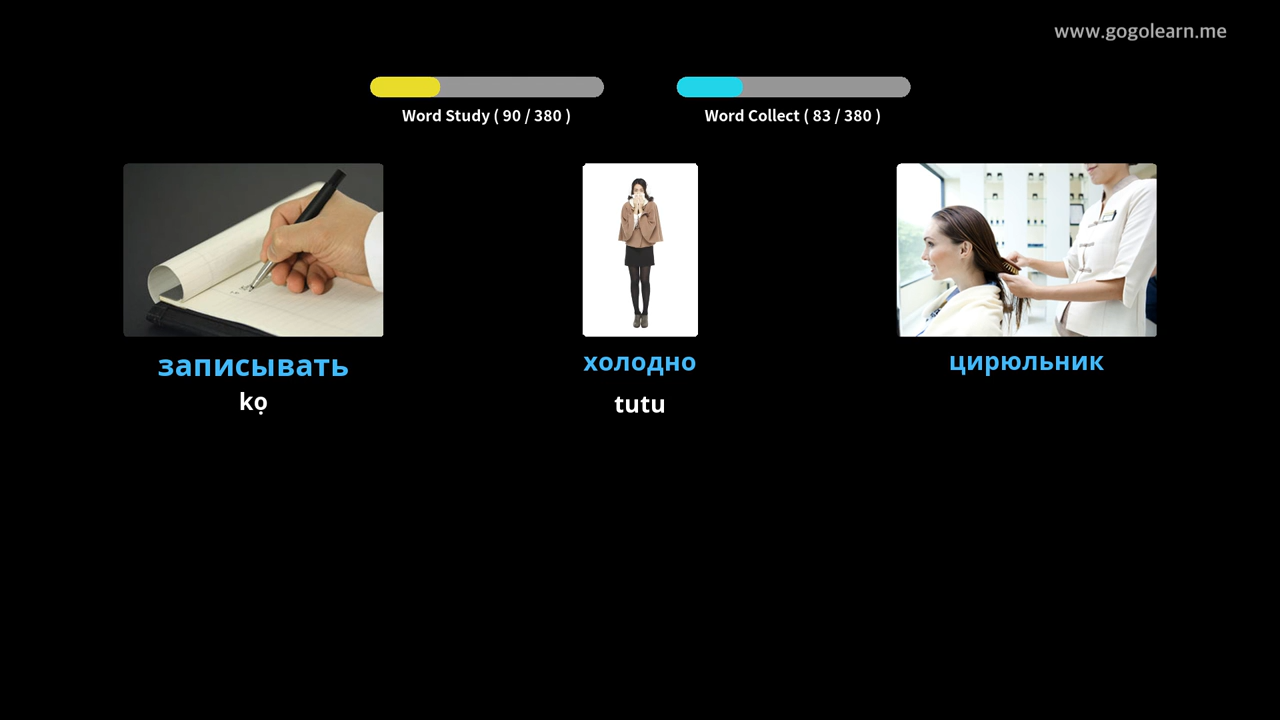 www.gogolearn.me
Word Study ( 90 / 380 )
Word Collect ( 83 / 380 )
записывать
kọ
холодно
tutu
цирюльник